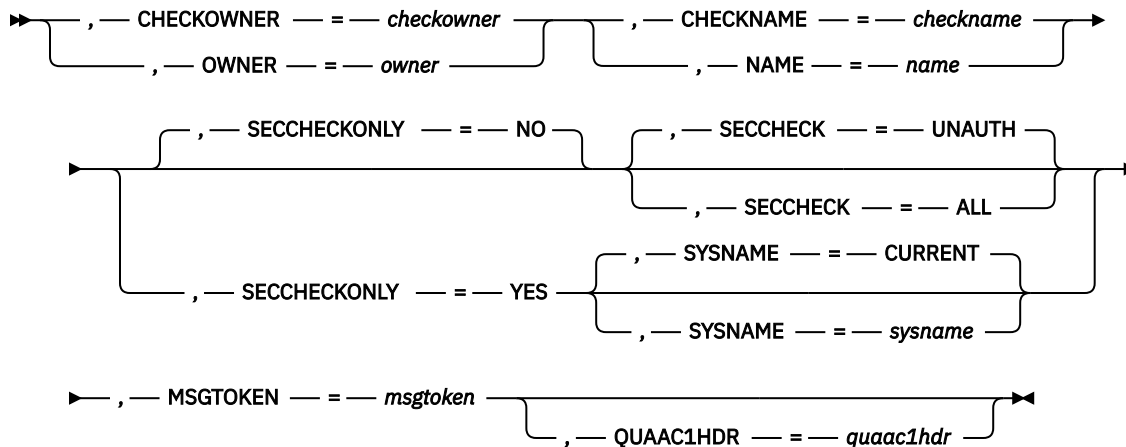 , CHECKOWNER = checkowner , CHECKNAME = checkname
, OWNER = owner , NAME = name
, SECCHECKONLY = NO , SECCHECK = UNAUTH
, SECCHECK = ALL
, SYSNAME = CURRENT
, SECCHECKONLY = YES
, SYSNAME = sysname
, MSGTOKEN = msgtoken
, QUAAC1HDR = quaac1hdr